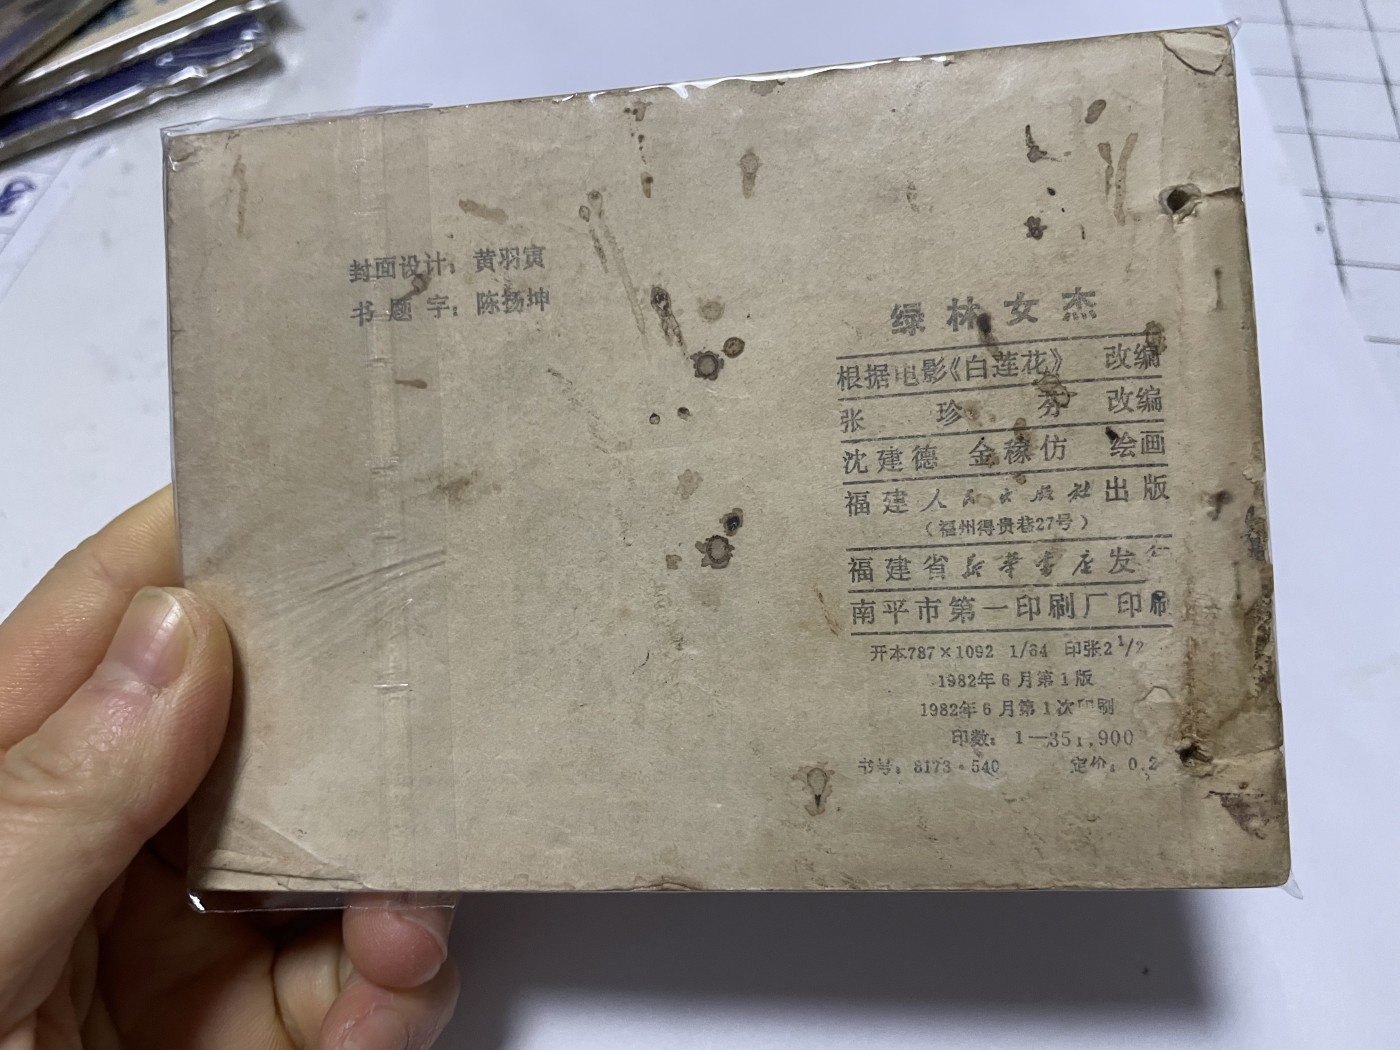 封面设计：黄羽寅
书题字：陈扬坤
绿林女杰
根据电影《白莲花》 改编
张珍芬 改编
沈建德 金稼仿 绘画
福建人民出版社出版
（福州得贵巷27号）
福建省新华书店发
南平市第一印刷厂印刷
开本787×1092 1/64 印张2 1/2
1982年6月第1版
1982年6月第1次印刷
印数：1—351,900
书号：8173·540 定价：0.2